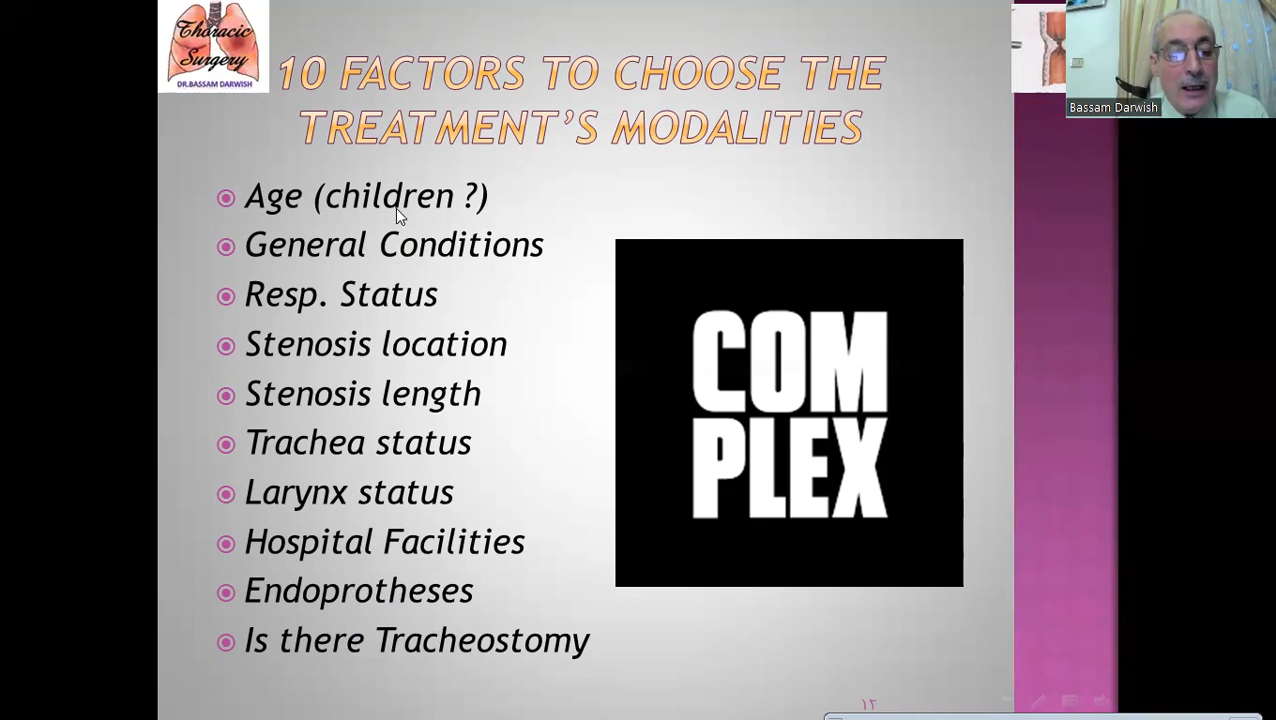 Thoracic
Surgery
DR.BASSAM DARWISH
10 FACTORS TO CHOOSE THE
TREATMENT'S MODALITIES
Bassam Darwish
Age (children ?)
General Conditions
Resp. Status
Stenosis location
Stenosis length
Trachea status
Larynx status
Hospital Facilities
Endoprotheses
Is there Tracheostomy
COM
PLEX
١٢